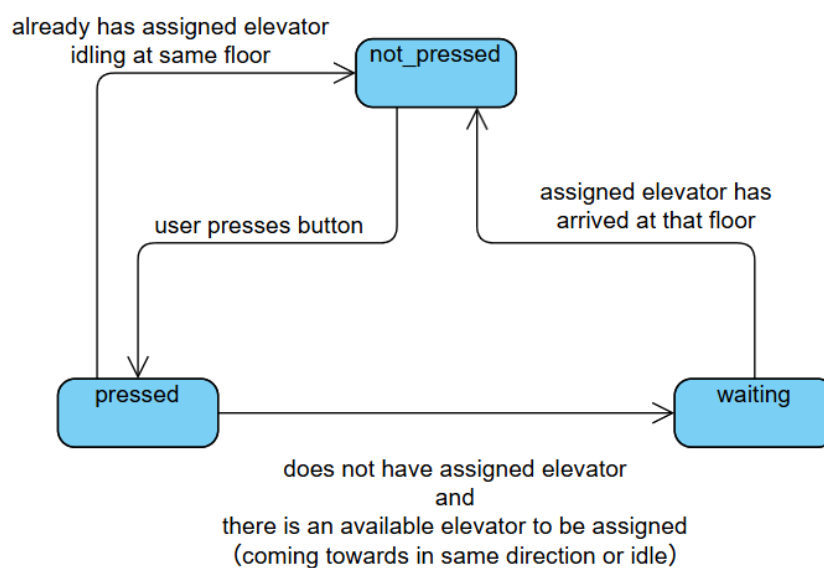 already has assigned elevator
idling at same floor
not_pressed
user presses button
assigned elevator has
arrived at that floor
pressed
waiting
does not have assigned elevator
and
there is an available elevator to be assigned
（coming towards in same direction or idle）